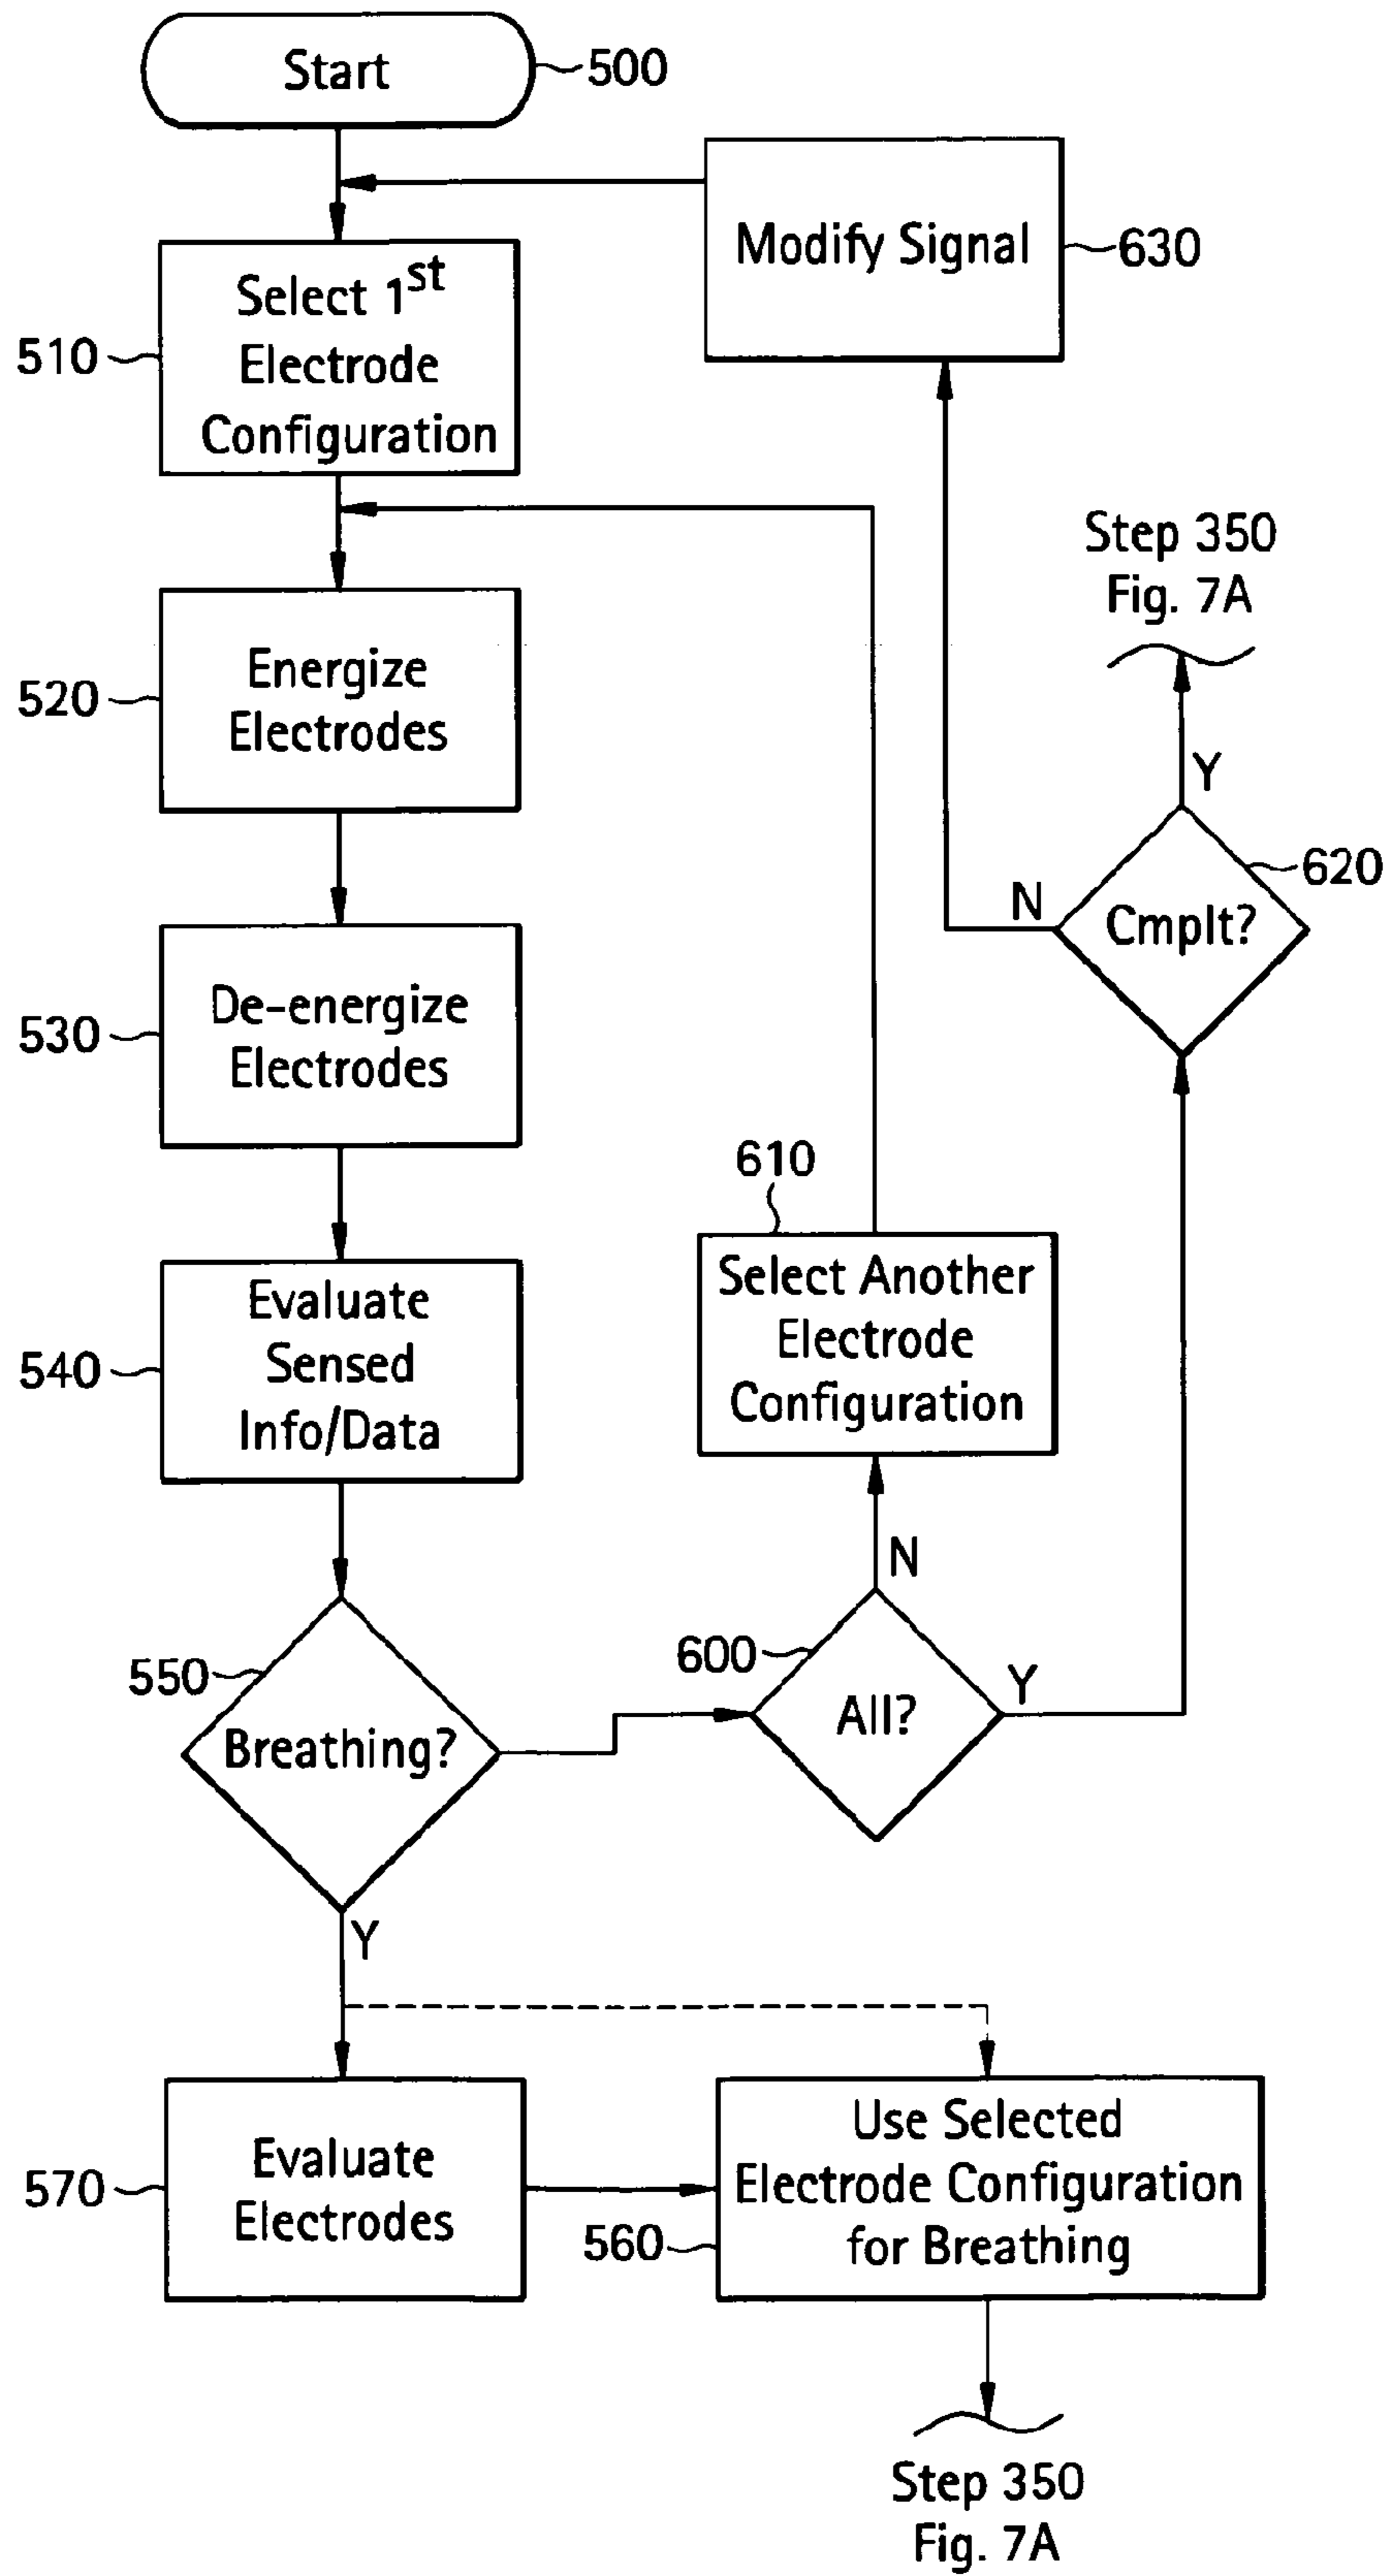 Start
500
Modify Signal
630
Select 1st
Electrode
Configuration
510
Step 350
Fig. 7A
Energize
Electrodes
520
Y
620
N
Cmplt?
De-energize
Electrodes
530
610
Select Another
Electrode
Configuration
Evaluate
Sensed
Info/Data
540
N
600
All?
Y
550
Breathing?
Y
Evaluate
Electrodes
570
Use Selected
Electrode Configuration
for Breathing
560
Step 350
Fig. 7A